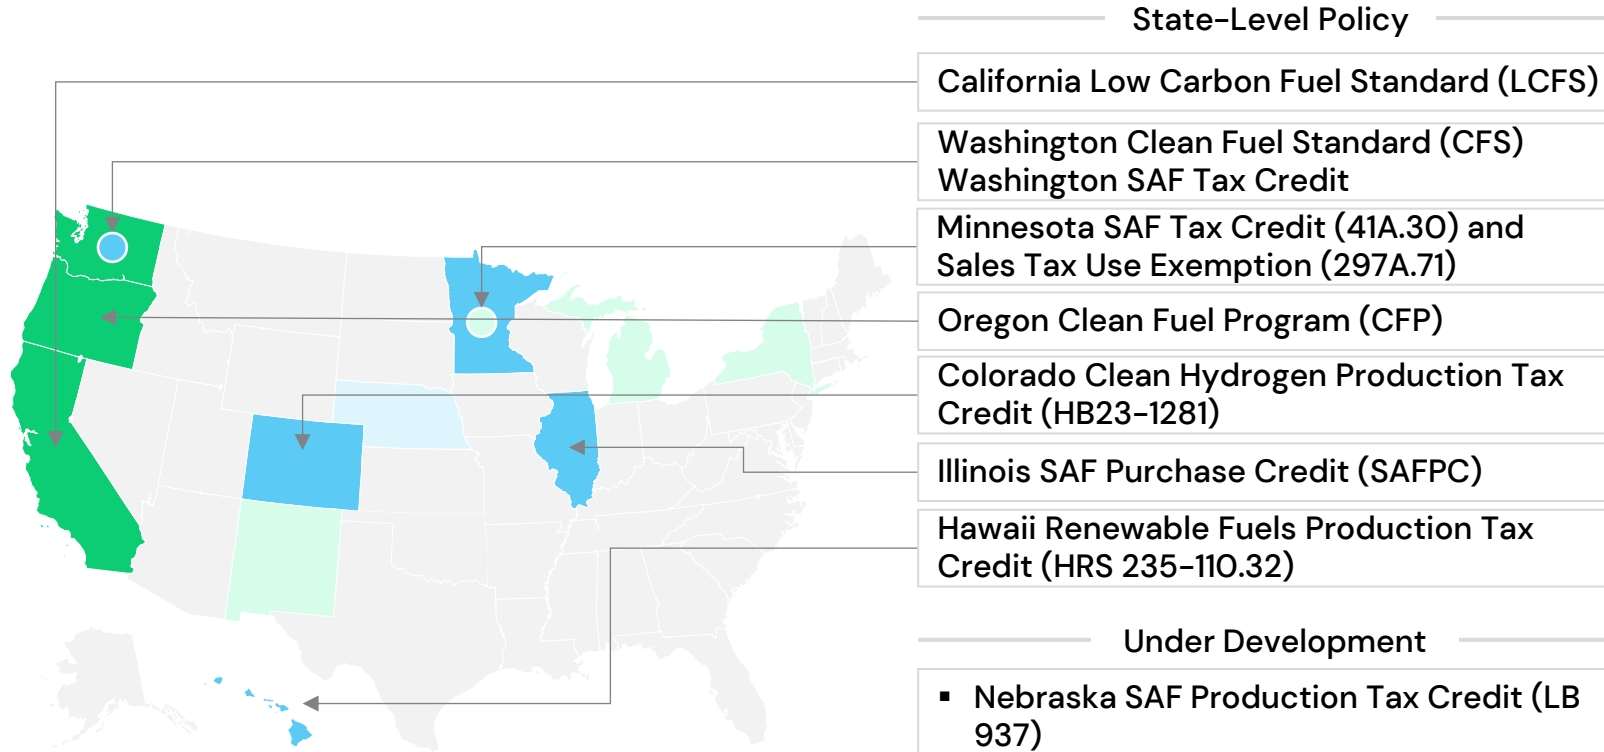 State-Level Policy
California Low Carbon Fuel Standard (LCFS)
Washington Clean Fuel Standard (CFS)
Washington SAF Tax Credit
Minnesota SAF Tax Credit (41A.30) and
Sales Tax Use Exemption (297A.71)
Oregon Clean Fuel Program (CFP)
Colorado Clean Hydrogen Production Tax
Credit (HB23-1281)
Illinois SAF Purchase Credit (SAFPC)
Hawaii Renewable Fuels Production Tax
Credit (HRS 235-110.32)
Under Development
▪ Nebraska SAF Production Tax Credit (LB
937)